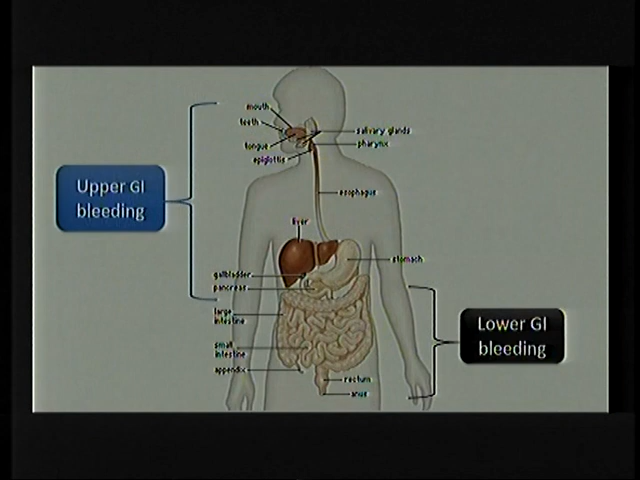 mouth
teeth
tongue
epiglottis
salivary glands
pharynx
esophagus
Upper GI
bleeding
liver
stomach
gallbladder
pancreas
large
intestine
small
intestine
appendix
rectum
anus
Lower GI
bleeding